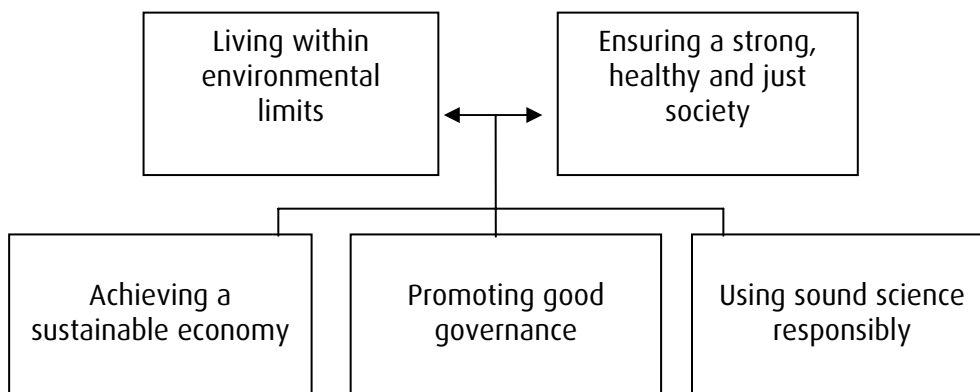 Living within
environmental
limits
Ensuring a strong,
healthy and just
society
Achieving a
sustainable economy
Promoting good
governance
Using sound science
responsibly